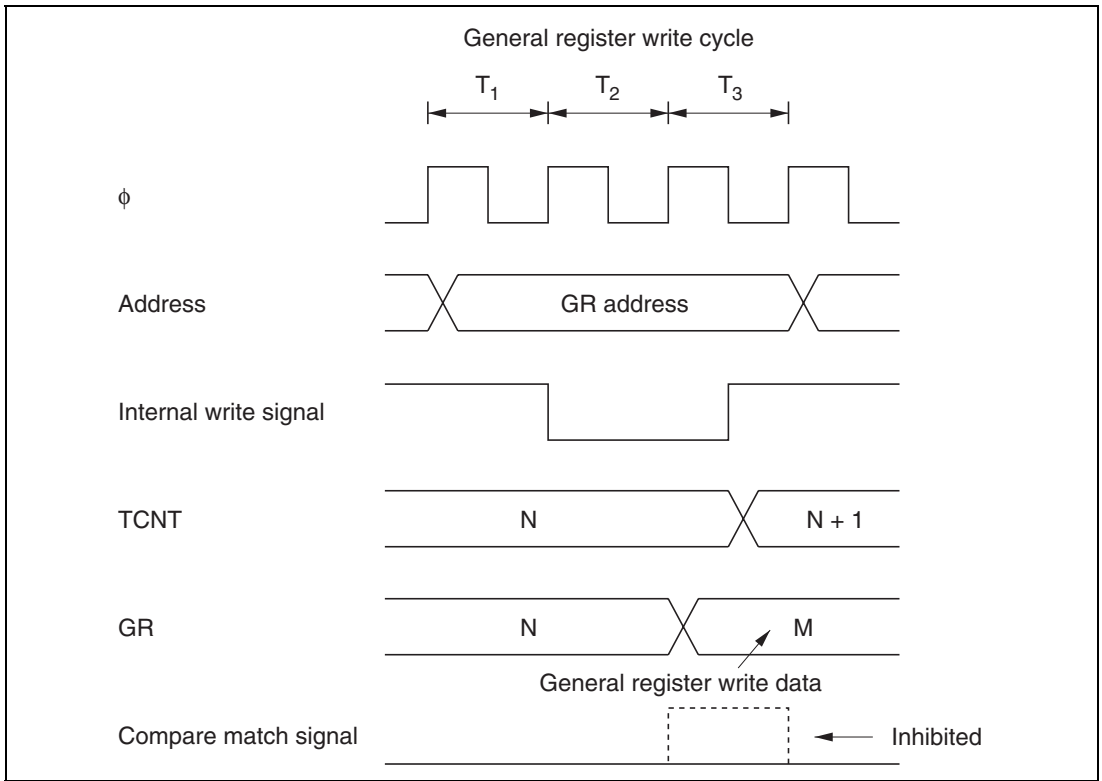 General register write cycle
T1 T2 T3
ϕ
Address GR address
Internal write signal
TCNT N N + 1
GR N M
General register write data
Compare match signal Inhibited